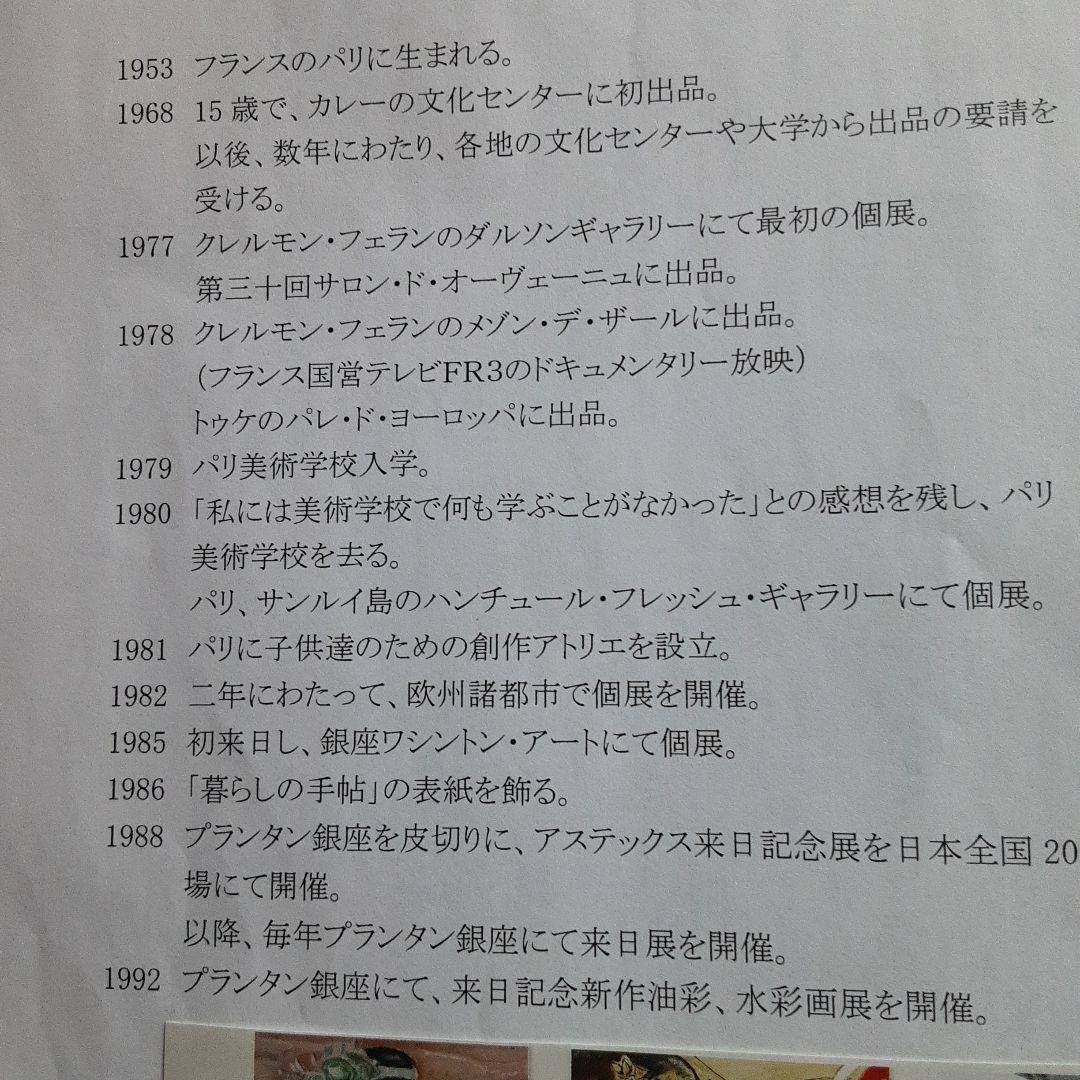 1953 フランスのパリに生まれる。
1968 15歳で、カレーの文化センターに初出品。
以後、数年にわたり、各地の文化センターや大学から出品の要請を
受ける。
1977 クレルモン・フェランのダルソンギャラリーにて最初の個展。
第三十回サロン・ド・オーヴェーニュに出品。
1978 クレルモン・フェランのメゾン・デ・ザールに出品。
(フランス国営テレビFR3のドキュメンタリー放映)
トゥケのパレ・ド・ヨーロッパに出品。
1979 パリ美術学校入学。
1980 「私には美術学校で何も学ぶことがなかった」との感想を残し、パリ
美術学校を去る。
パリ、サンルイ島のハンチュール・フレッシュ・ギャラリーにて個展。
1981 パリに子供達のための創作アトリエを設立。
1982 二年にわたって、欧州諸都市で個展を開催。
1985 初来日し、銀座ワシントン・アートにて個展。
1986 「暮らしの手帖」の表紙を飾る。
1988 プランタン銀座を皮切りに、アステックス来日記念展を日本全国20
場にて開催。
以降、毎年プランタン銀座にて来日展を開催。
1992 プランタン銀座にて、来日記念新作油彩、水彩画展を開催。